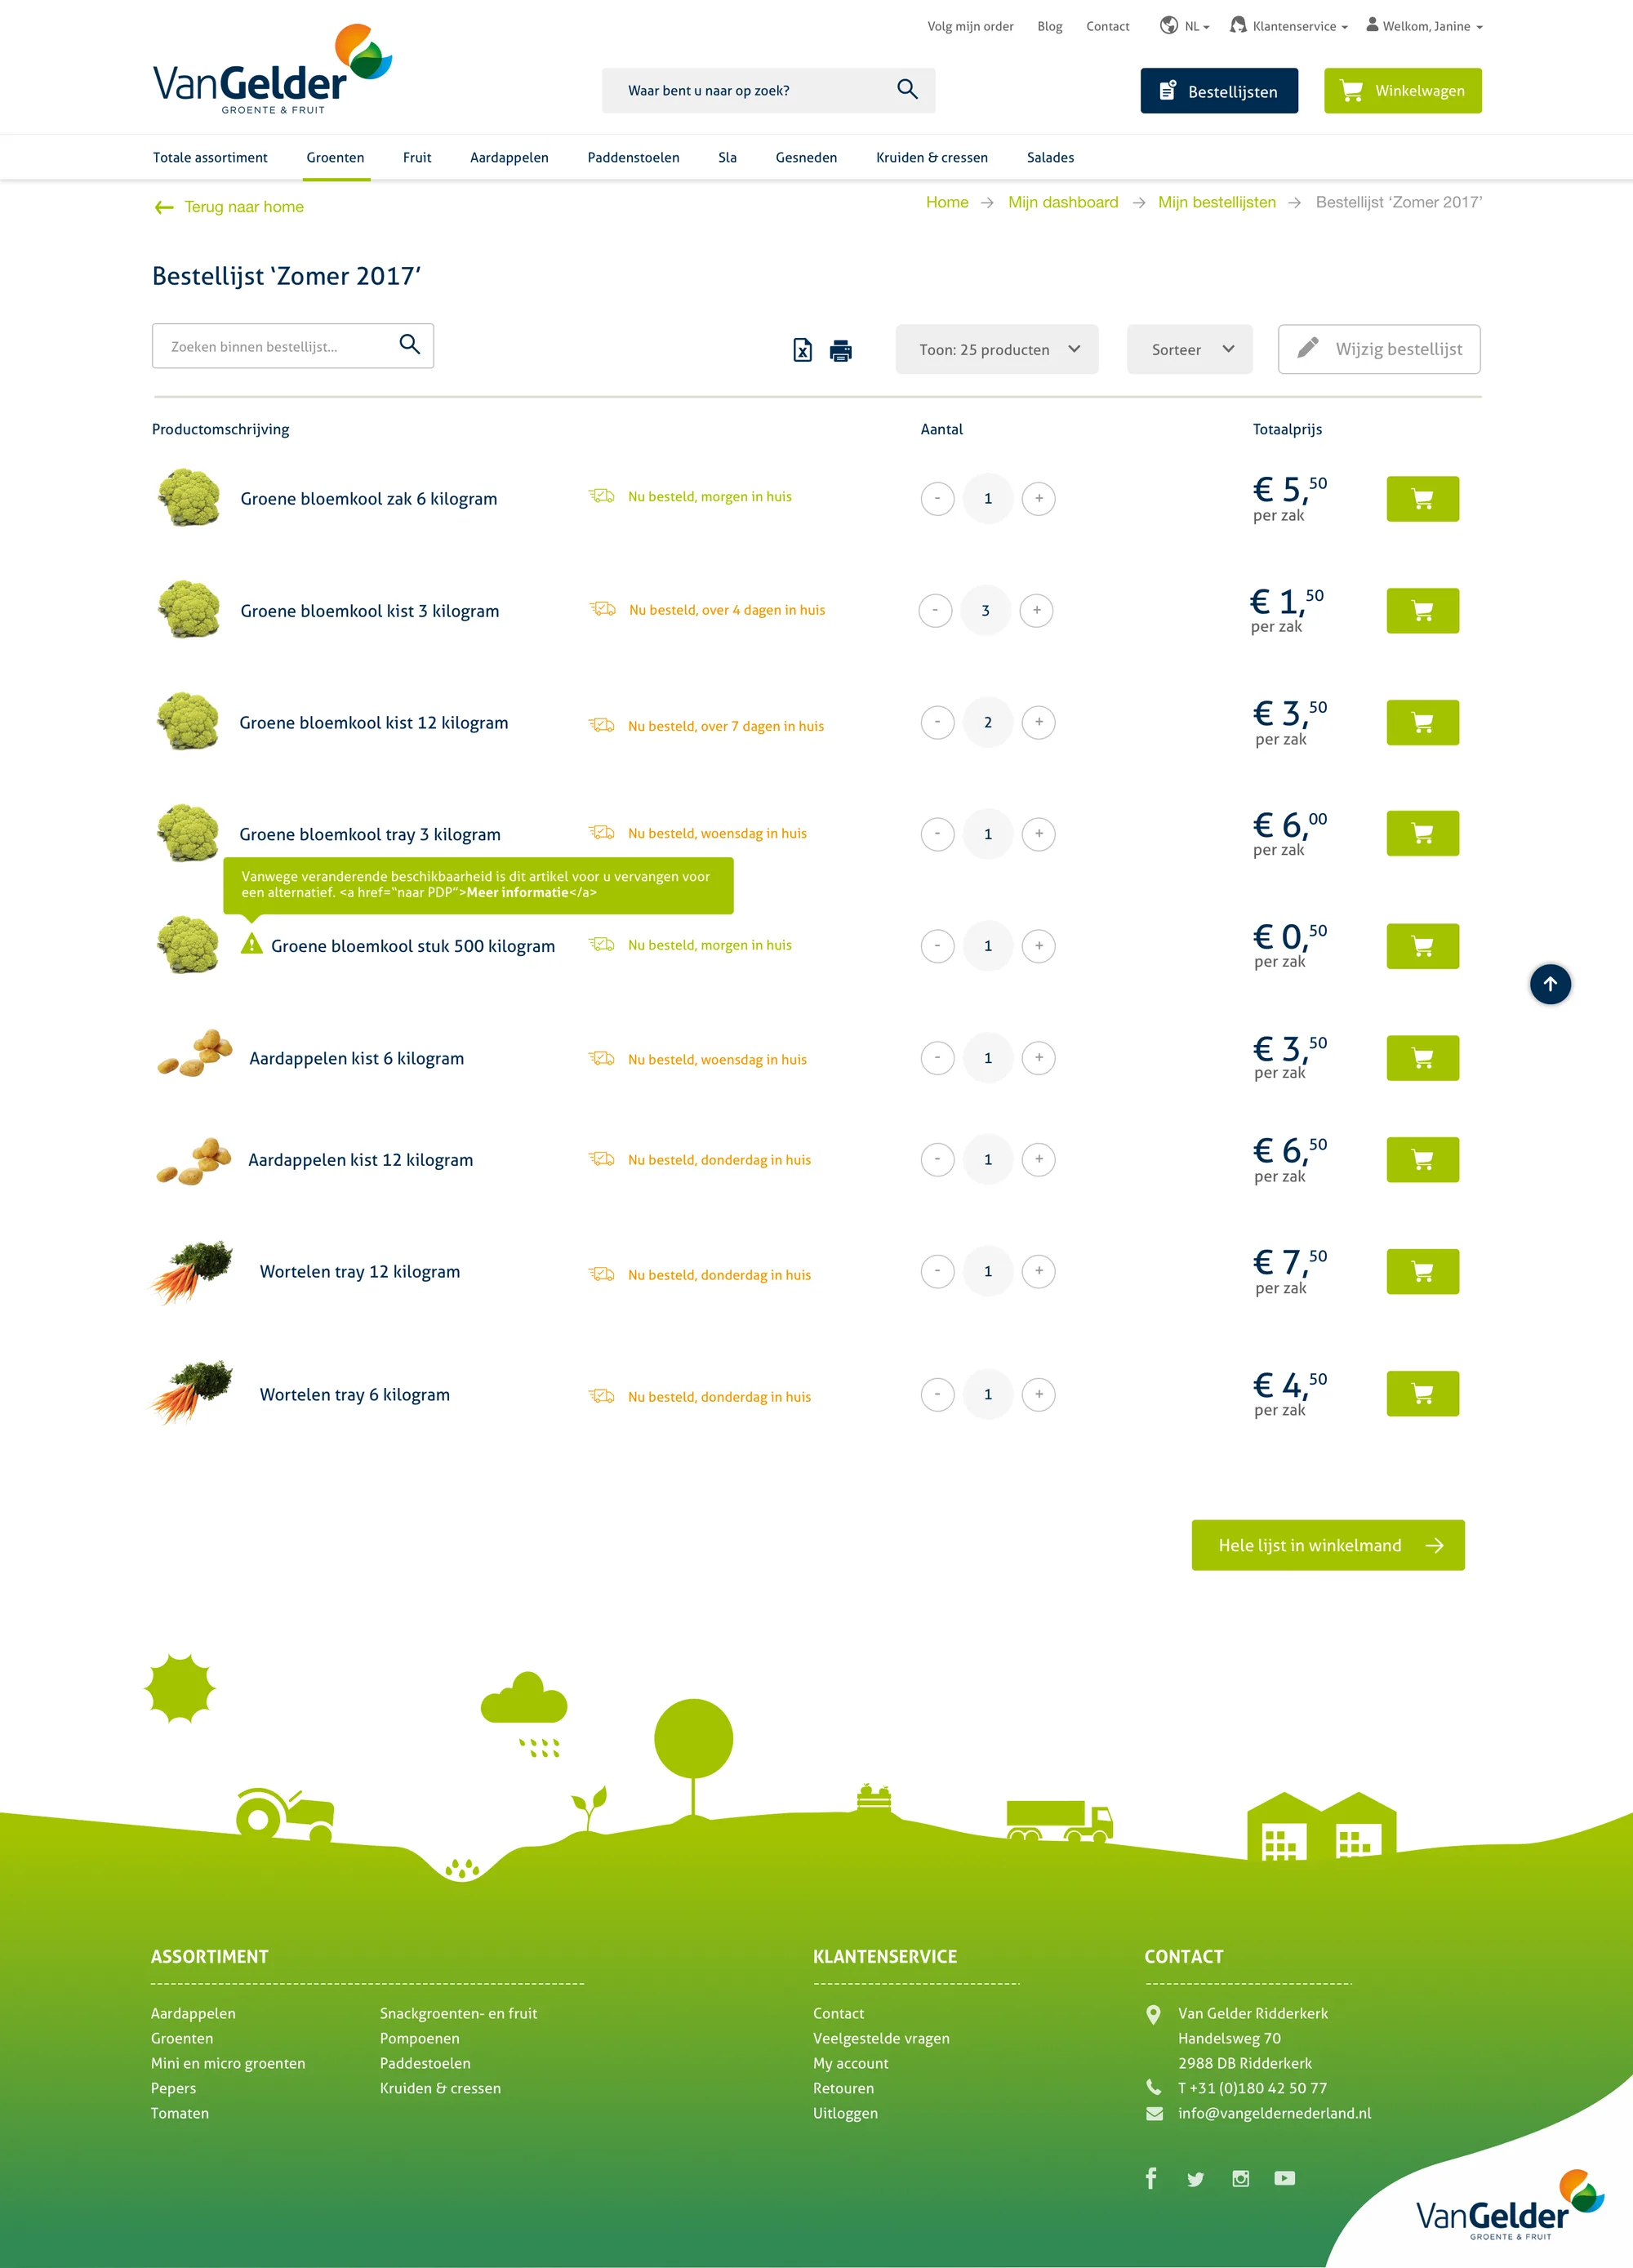 Volg mijn order Blog Contact NL Klantenservice Welkom, Janine
VanGelder
GROENTE & FRUIT
Waar bent u naar op zoek?
Bestellijsten
Winkelwagen
Totale assortiment Groenten Fruit Aardappelen Paddenstoelen Sla Gesneden Kruiden & cressen Salades
Terug naar home
Home → Mijn dashboard → Mijn bestellijsten → Bestellijst ‘Zomer 2017’
Bestellijst ‘Zomer 2017’
Zoeken binnen bestellijst...
Toon: 25 producten
Sorteer
Wijzig bestellijst
Productomschrijving Aantal Totaalprijs
Groene bloemkool zak 6 kilogram Nu besteld, morgen in huis - 1 + € 5,50
per zak
Groene bloemkool kist 3 kilogram Nu besteld, over 4 dagen in huis - 3 + € 1,50
per zak
Groene bloemkool kist 12 kilogram Nu besteld, over 7 dagen in huis - 2 + € 3,50
per zak
Groene bloemkool tray 3 kilogram Nu besteld, woensdag in huis - 1 + € 6,00
per zak
Vanwege veranderende beschikbaarheid is dit artikel voor u vervangen voor
een alternatief. <a href=“naar PDP”>Meer informatie</a>
Groene bloemkool stuk 500 kilogram Nu besteld, morgen in huis - 1 + € 0,50
per zak
Aardappelen kist 6 kilogram Nu besteld, woensdag in huis - 1 + € 3,50
per zak
Aardappelen kist 12 kilogram Nu besteld, donderdag in huis - 1 + € 6,50
per zak
Wortelen tray 12 kilogram Nu besteld, donderdag in huis - 1 + € 7,50
per zak
Wortelen tray 6 kilogram Nu besteld, donderdag in huis - 1 + € 4,50
per zak
Hele lijst in winkelmand
ASSORTIMENT
Aardappelen
Groenten
Mini en micro groenten
Pepers
Tomaten
Snackgroenten- en fruit
Pompoenen
Paddestoelen
Kruiden & cressen
KLANTENSERVICE
Contact
Veelgestelde vragen
My account
Retouren
Uitloggen
CONTACT
Van Gelder Ridderkerk
Handelsweg 70
2988 DB Ridderkerk
T +31 (0)180 42 50 77
info@vangeldernederland.nl
VanGelder
GROENTE & FRUIT